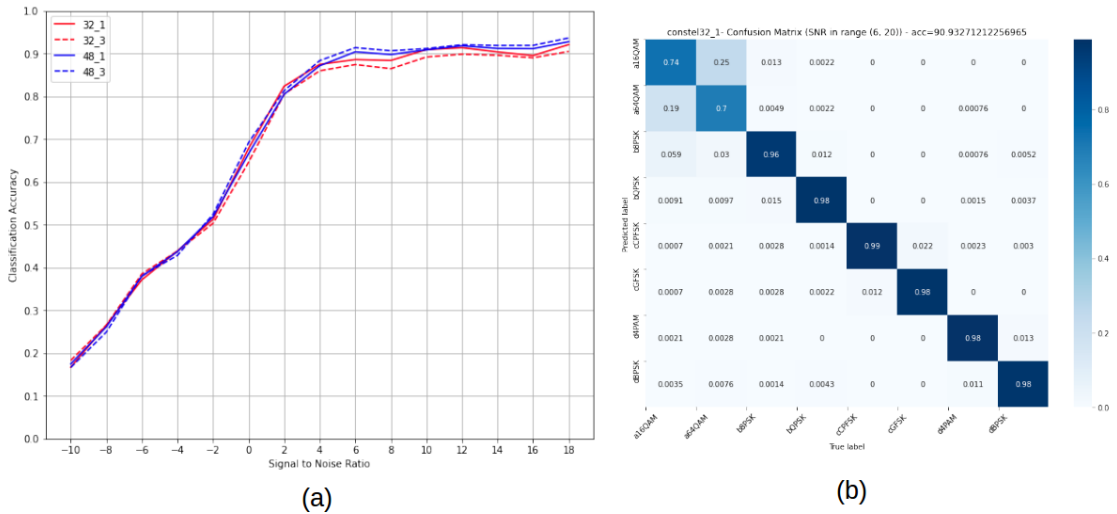 32_1
32_3
48_1
48_3
Classification Accuracy
1.0
0.9
0.8
0.7
0.6
0.5
0.4
0.3
0.2
0.1
0.0
−10 −8 −6 −4 −2 0 2 4 6 8 10 12 14 16 18
Signal to Noise Ratio
(a)
constel32_1- Confusion Matrix (SNR in range (6, 20)) - acc=90 93271212256965
Predicted label
a16QAM 0.74 0.25 0.013 0.0022 0 0 0 0
a64QAM 0.19 0.7 0.0049 0.0022 0 0 0.00076 0
b8PSK 0.059 0.03 0.96 0.012 0 0 0.00076 0.0052
bQPSK 0.0091 0.0097 0.015 0.98 0 0 0.0015 0.0037
cCPFSK 0.0007 0.0021 0.0028 0.0014 0.99 0.022 0.0023 0.003
cGFSK 0.0007 0.0028 0.0028 0.0022 0.012 0.98 0 0
d4PAM 0.0021 0.0028 0.0021 0 0 0 0.98 0.013
dBPSK 0.0035 0.0076 0.0014 0.0043 0 0 0.011 0.98
a16QAM a64QAM b8PSK bQPSK cCPFSK cGFSK d4PAM dBPSK
True label
0.8
0.6
0.4
0.2
0.0
(b)